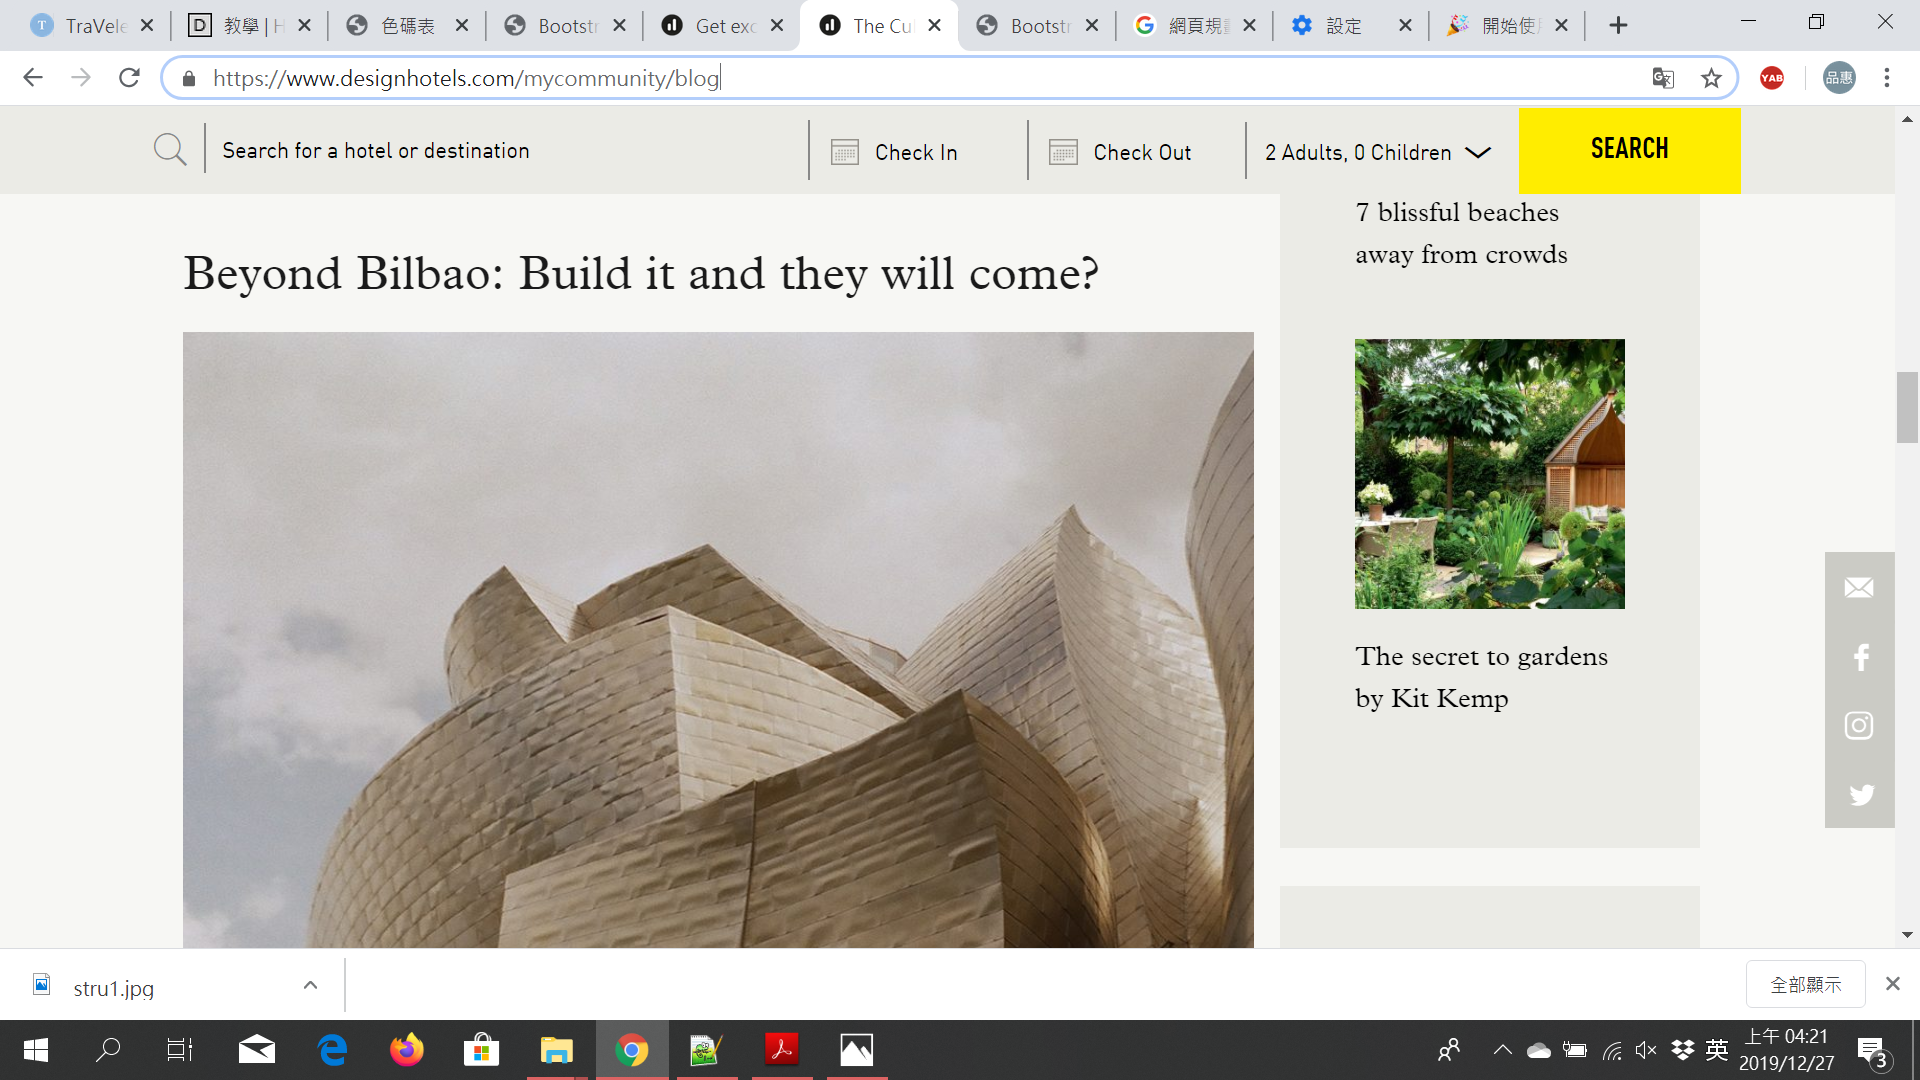 TraVele
教學 | H
色碼表
Bootstr
Get exc
The Cul
Bootstr
網頁規
設定
開始使用
https://www.designhotels.com/mycommunity/blog
YAB
品惠
Search for a hotel or destination
Check In
Check Out
2 Adults, 0 Children
SEARCH
7 blissful beaches
away from crowds
Beyond Bilbao: Build it and they will come?
The secret to gardens
by Kit Kemp
stru1.jpg
全部顯示
英
上午 04:21
2019/12/27
3